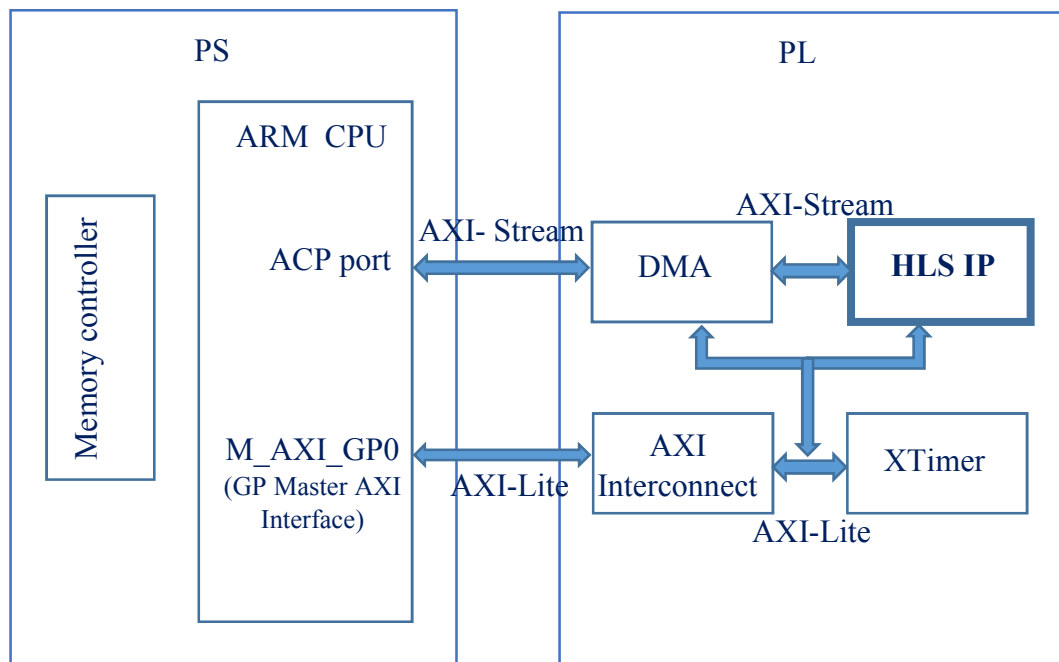 PS
PL
ARM CPU
Memory controller
ACP port
AXI- Stream
DMA
AXI-Stream
HLS IP
M_AXI_GP0
(GP Master AXI
Interface)
AXI-Lite
AXI
Interconnect
XTimer
AXI-Lite